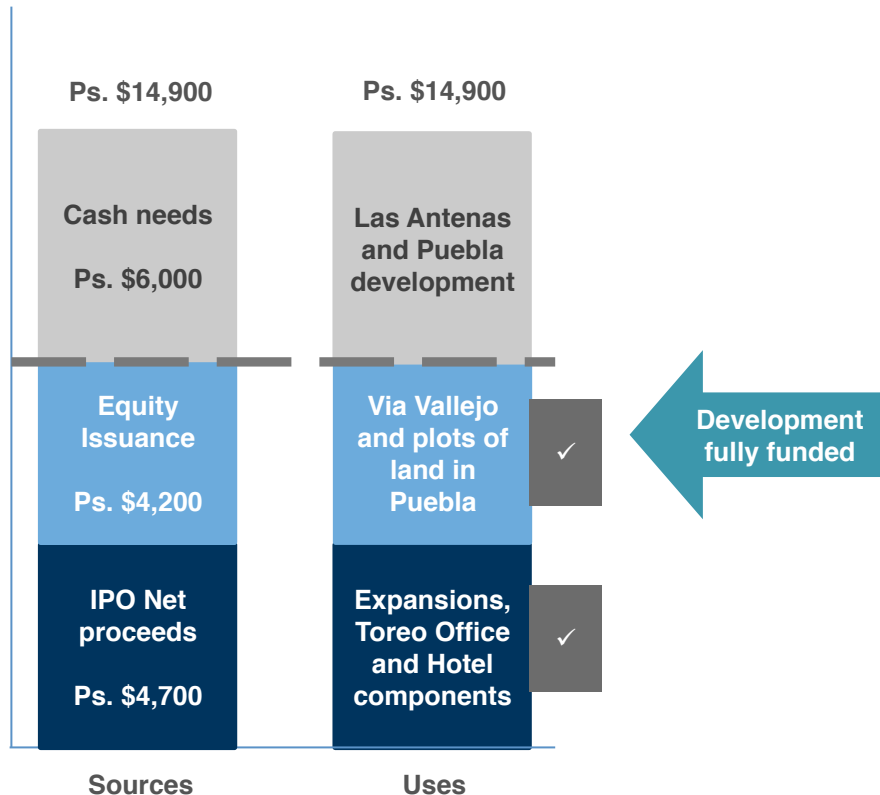 Ps. $14,900
Ps. $14,900
Cash needs
Ps. $6,000
Las Antenas
and Puebla
development
Equity
Issuance
Ps. $4,200
Via Vallejo
and plots of
land in
Puebla
✓
Development
fully funded
IPO Net
proceeds
Ps. $4,700
Expansions,
Toreo Office
and Hotel
components
✓
Sources
Uses